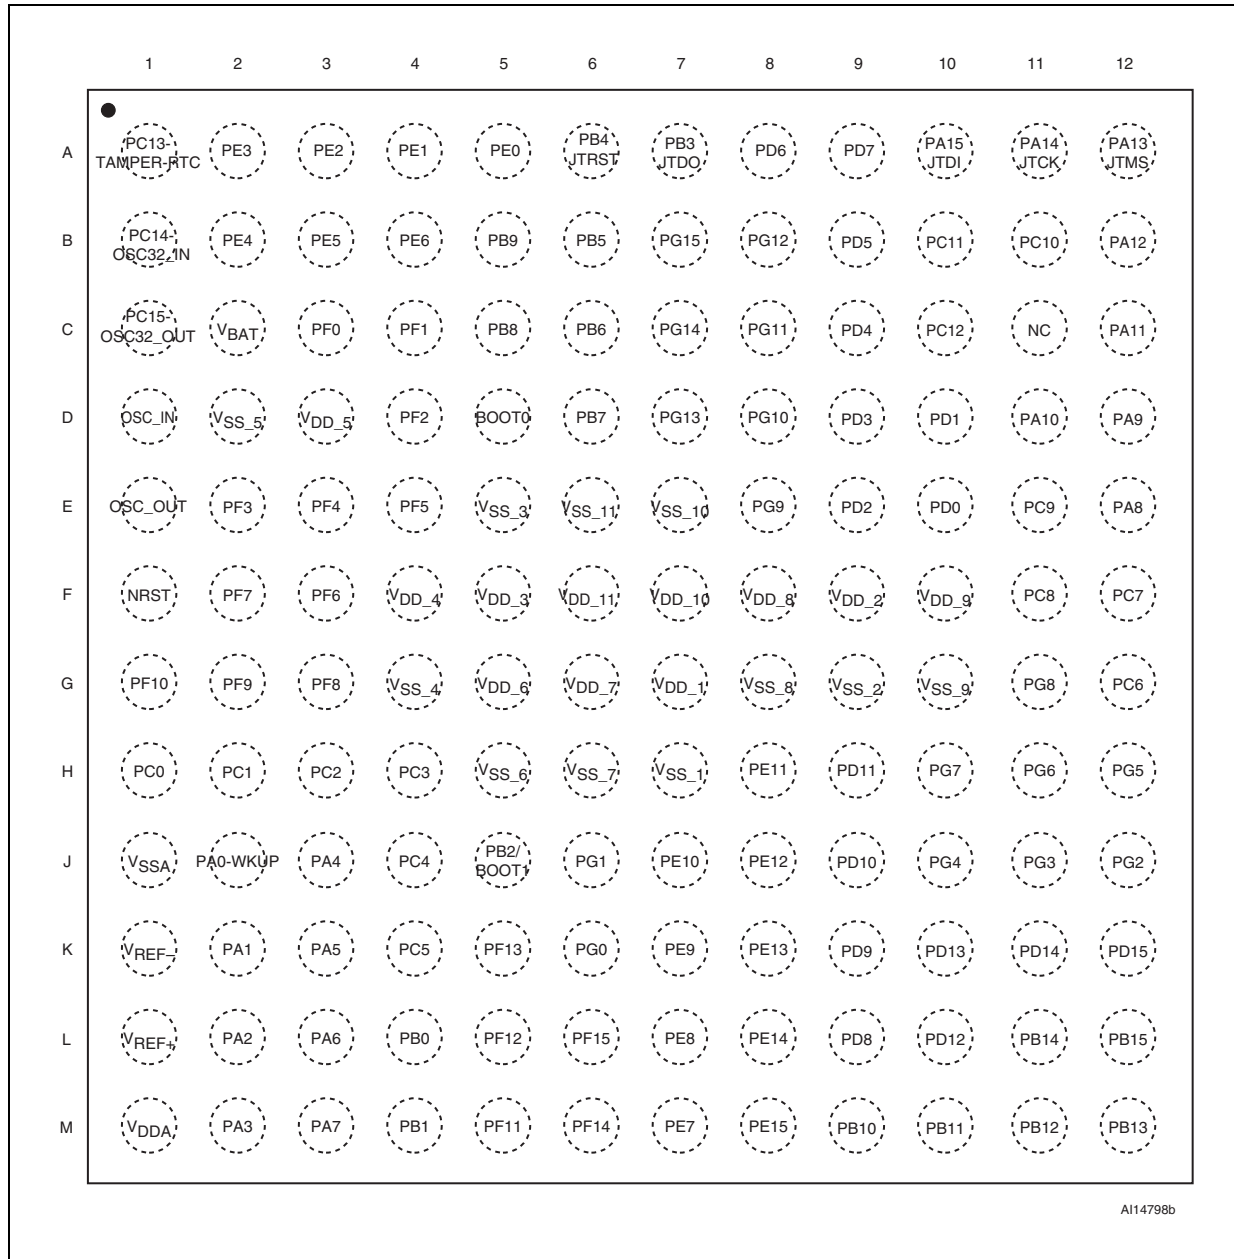 1 2 3 4 5 6 7 8 9 10 11 12
A PC13-TAMPER-RTC PE3 PE2 PE1 PE0 PB4 JTRST PB3 JTDO PD6 PD7 PA15 JTDI PA14 JTCK PA13 JTMS
B PC14-OSC32_IN PE4 PE5 PE6 PB9 PB5 PG15 PG12 PD5 PC11 PC10 PA12
C PC15-OSC32_OUT VBAT PF0 PF1 PB8 PB6 PG14 PG11 PD4 PC12 NC PA11
D OSC_IN VSS_5 VDD_5 PF2 BOOT0 PB7 PG13 PG10 PD3 PD1 PA10 PA9
E OSC_OUT PF3 PF4 PF5 VSS_3 VSS_11 VSS_10 PG9 PD2 PD0 PC9 PA8
F NRST PF7 PF6 VDD_4 VDD_3 VDD_11 VDD_10 VDD_8 VDD_2 VDD_9 PC8 PC7
G PF10 PF9 PF8 VSS_4 VDD_6 VDD_7 VDD_1 VSS_8 VSS_2 VSS_9 PG8 PC6
H PC0 PC1 PC2 PC3 VSS_6 VSS_7 VSS_1 PE11 PD11 PG7 PG6 PG5
J VSSA PA0-WKUP PA4 PC4 PB2/BOOT1 PG1 PE10 PE12 PD10 PG4 PG3 PG2
K VREF– PA1 PA5 PC5 PF13 PG0 PE9 PE13 PD9 PD13 PD14 PD15
L VREF+ PA2 PA6 PB0 PF12 PF15 PE8 PE14 PD8 PD12 PB14 PB15
M VDDA PA3 PA7 PB1 PF11 PF14 PE7 PE15 PB10 PB11 PB12 PB13
AI14798b